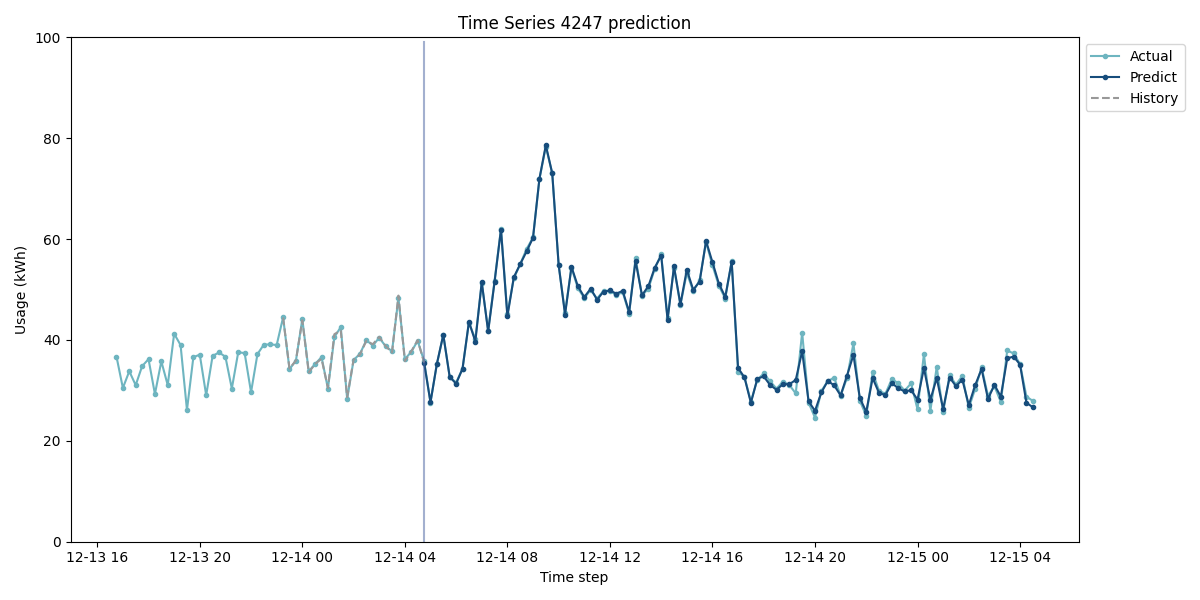 Time Series 4247 prediction
100
80
60
40
20
0
Usage (kWh)
12-13 16
12-13 20
12-14 00
12-14 04
12-14 08
12-14 12
12-14 16
12-14 20
12-15 00
12-15 04
Time step
Actual
Predict
History